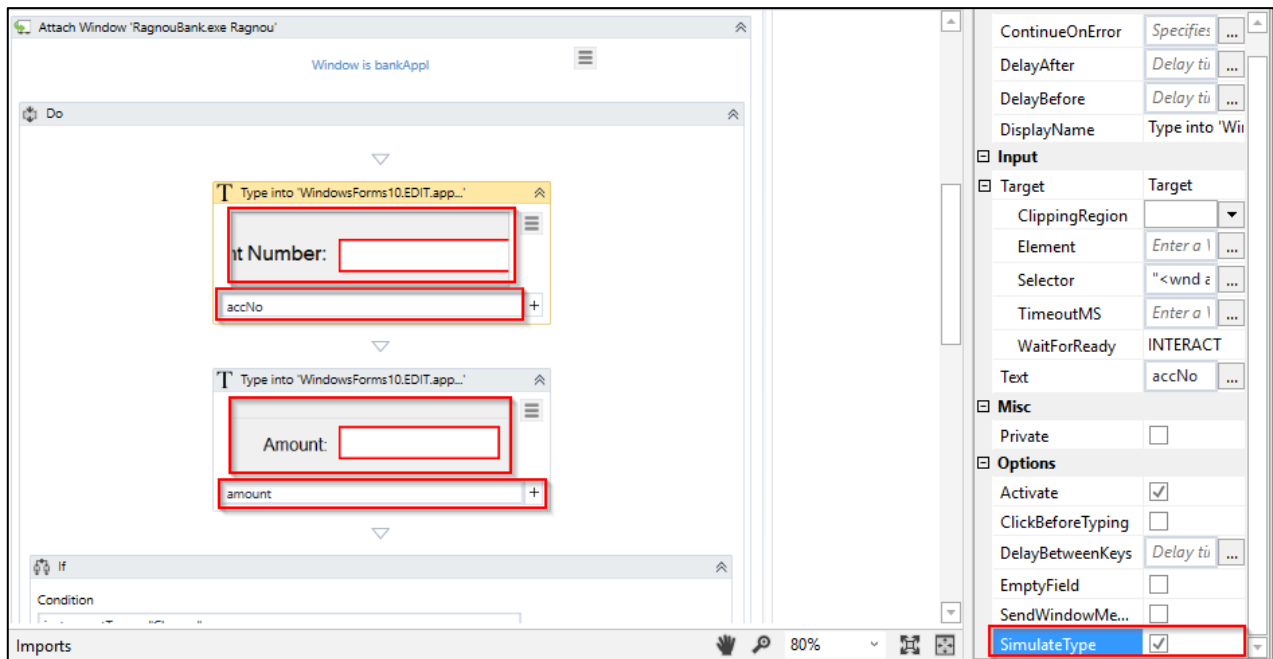 Attach Window 'RagnouBank.exe Ragnou'
Window is bankAppl
Do
T Type into 'WindowsForms10.EDIT.app...'
nt Number:
accNo
+
T Type into 'WindowsForms10.EDIT.app...'
Amount:
amount
+
If
Condition
Imports
80%
ContinueOnError Specifies ...
DelayAfter Delay ti ...
DelayBefore Delay ti ...
DisplayName Type into 'Wi
Input
Target Target
ClippingRegion
Element Enter a V ...
Selector "<wnd a ...
TimeoutMS Enter a V ...
WaitForReady INTERACT
Text accNo ...
Misc
Private
Options
Activate
ClickBeforeTyping
DelayBetweenKeys Delay ti ...
EmptyField
SendWindowMe...
SimulateType